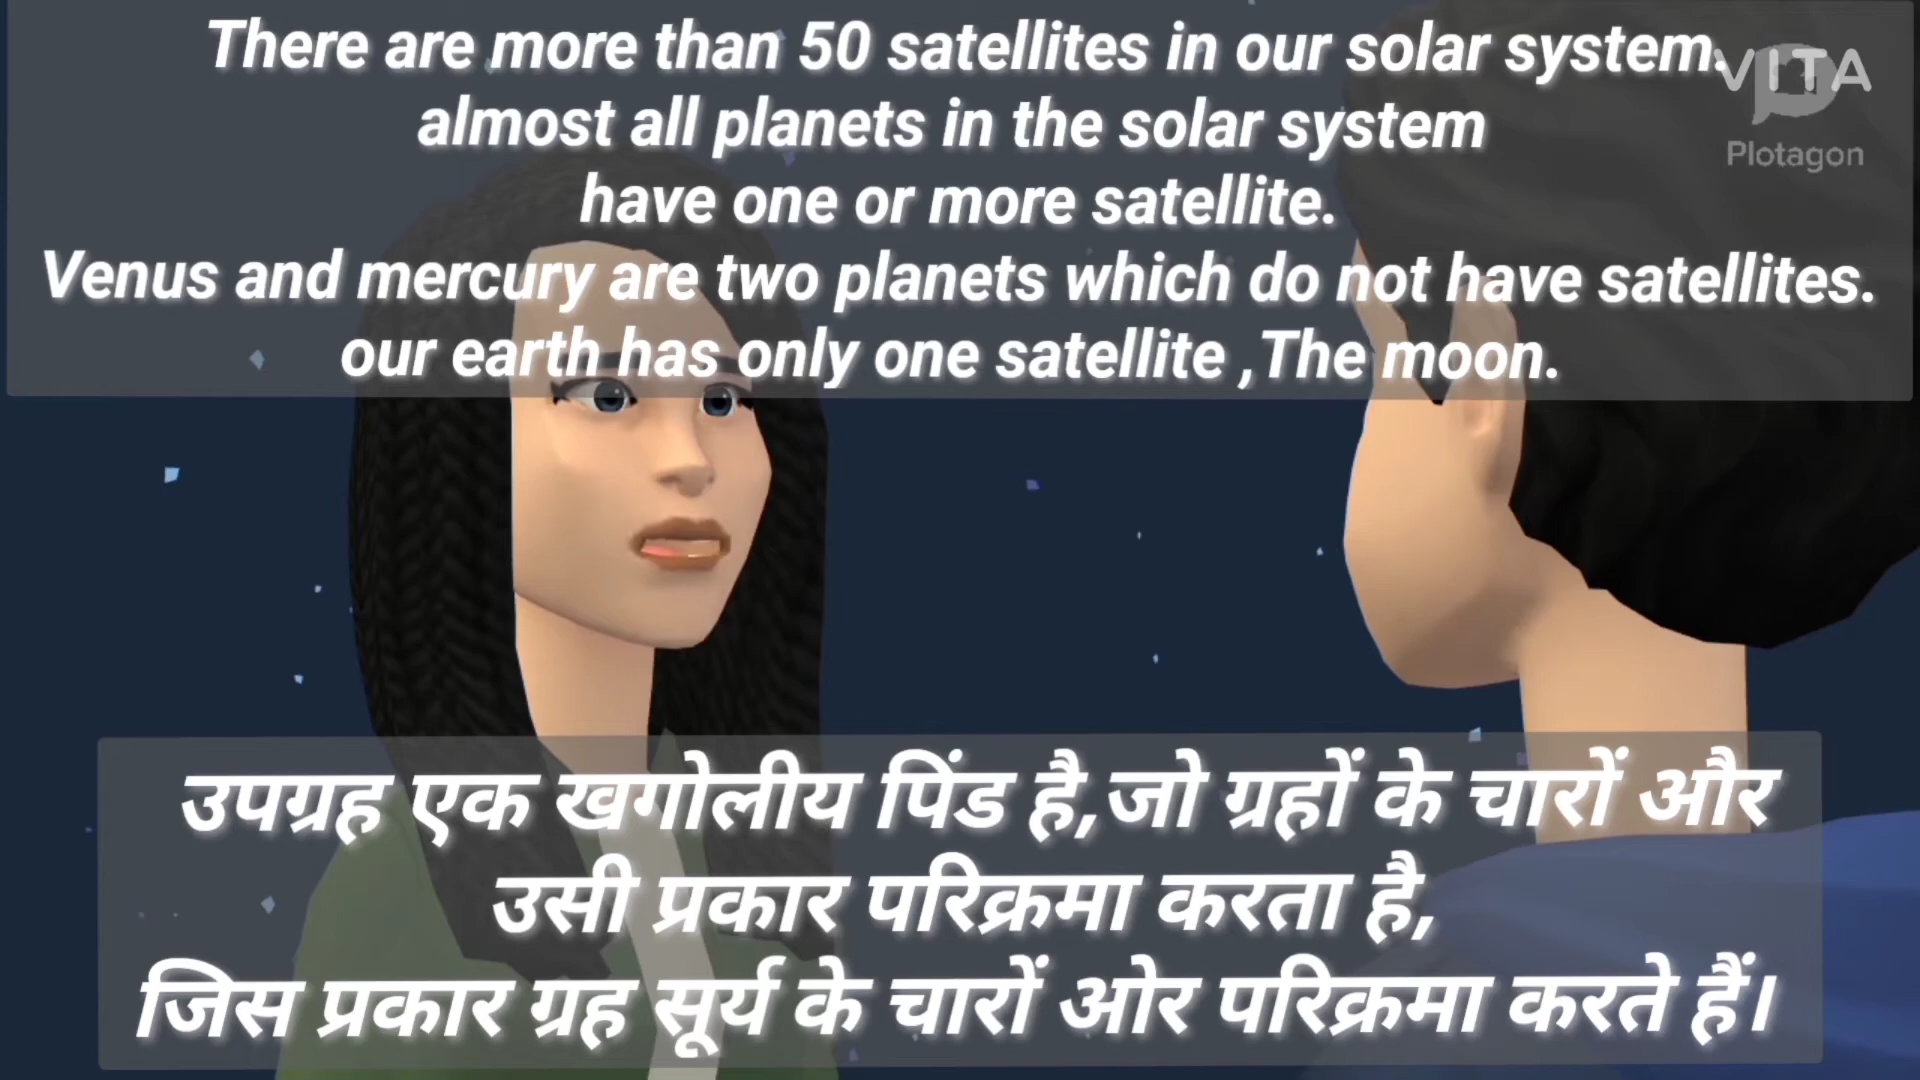 There are more than 50 satellites in our solar system.
almost all planets in the solar system
have one or more satellite.
Venus and mercury are two planets which do not have satellites.
our earth has only one satellite ,The moon.
VITA
Plotagon
उपग्रह एक खगोलीय पिंड है,जो ग्रहों के चारों और
उसी प्रकार परिक्रमा करता है,
जिस प्रकार ग्रह सूर्य के चारों ओर परिक्रमा करते हैं।